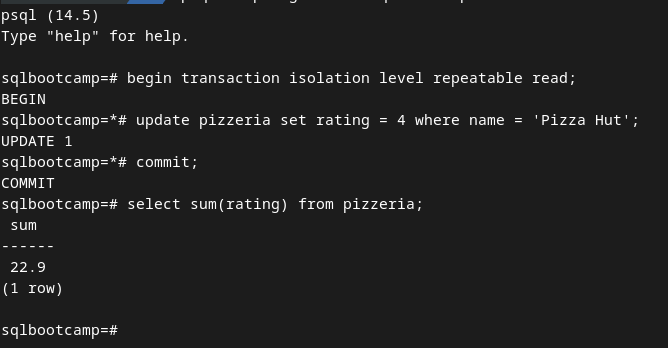 psql (14.5)
Type "help" for help.
sqlbootcamp=# begin transaction isolation level repeatable read;
BEGIN
sqlbootcamp=*# update pizzeria set rating = 4 where name = 'Pizza Hut';
UPDATE 1
sqlbootcamp=*# commit;
COMMIT
sqlbootcamp=# select sum(rating) from pizzeria;
 sum
------
 22.9
(1 row)
sqlbootcamp=#